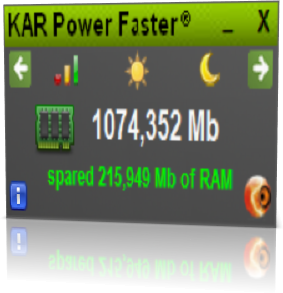 KAR Power Faster®
1074,352 Mb
spared 215,949 Mb of RAM